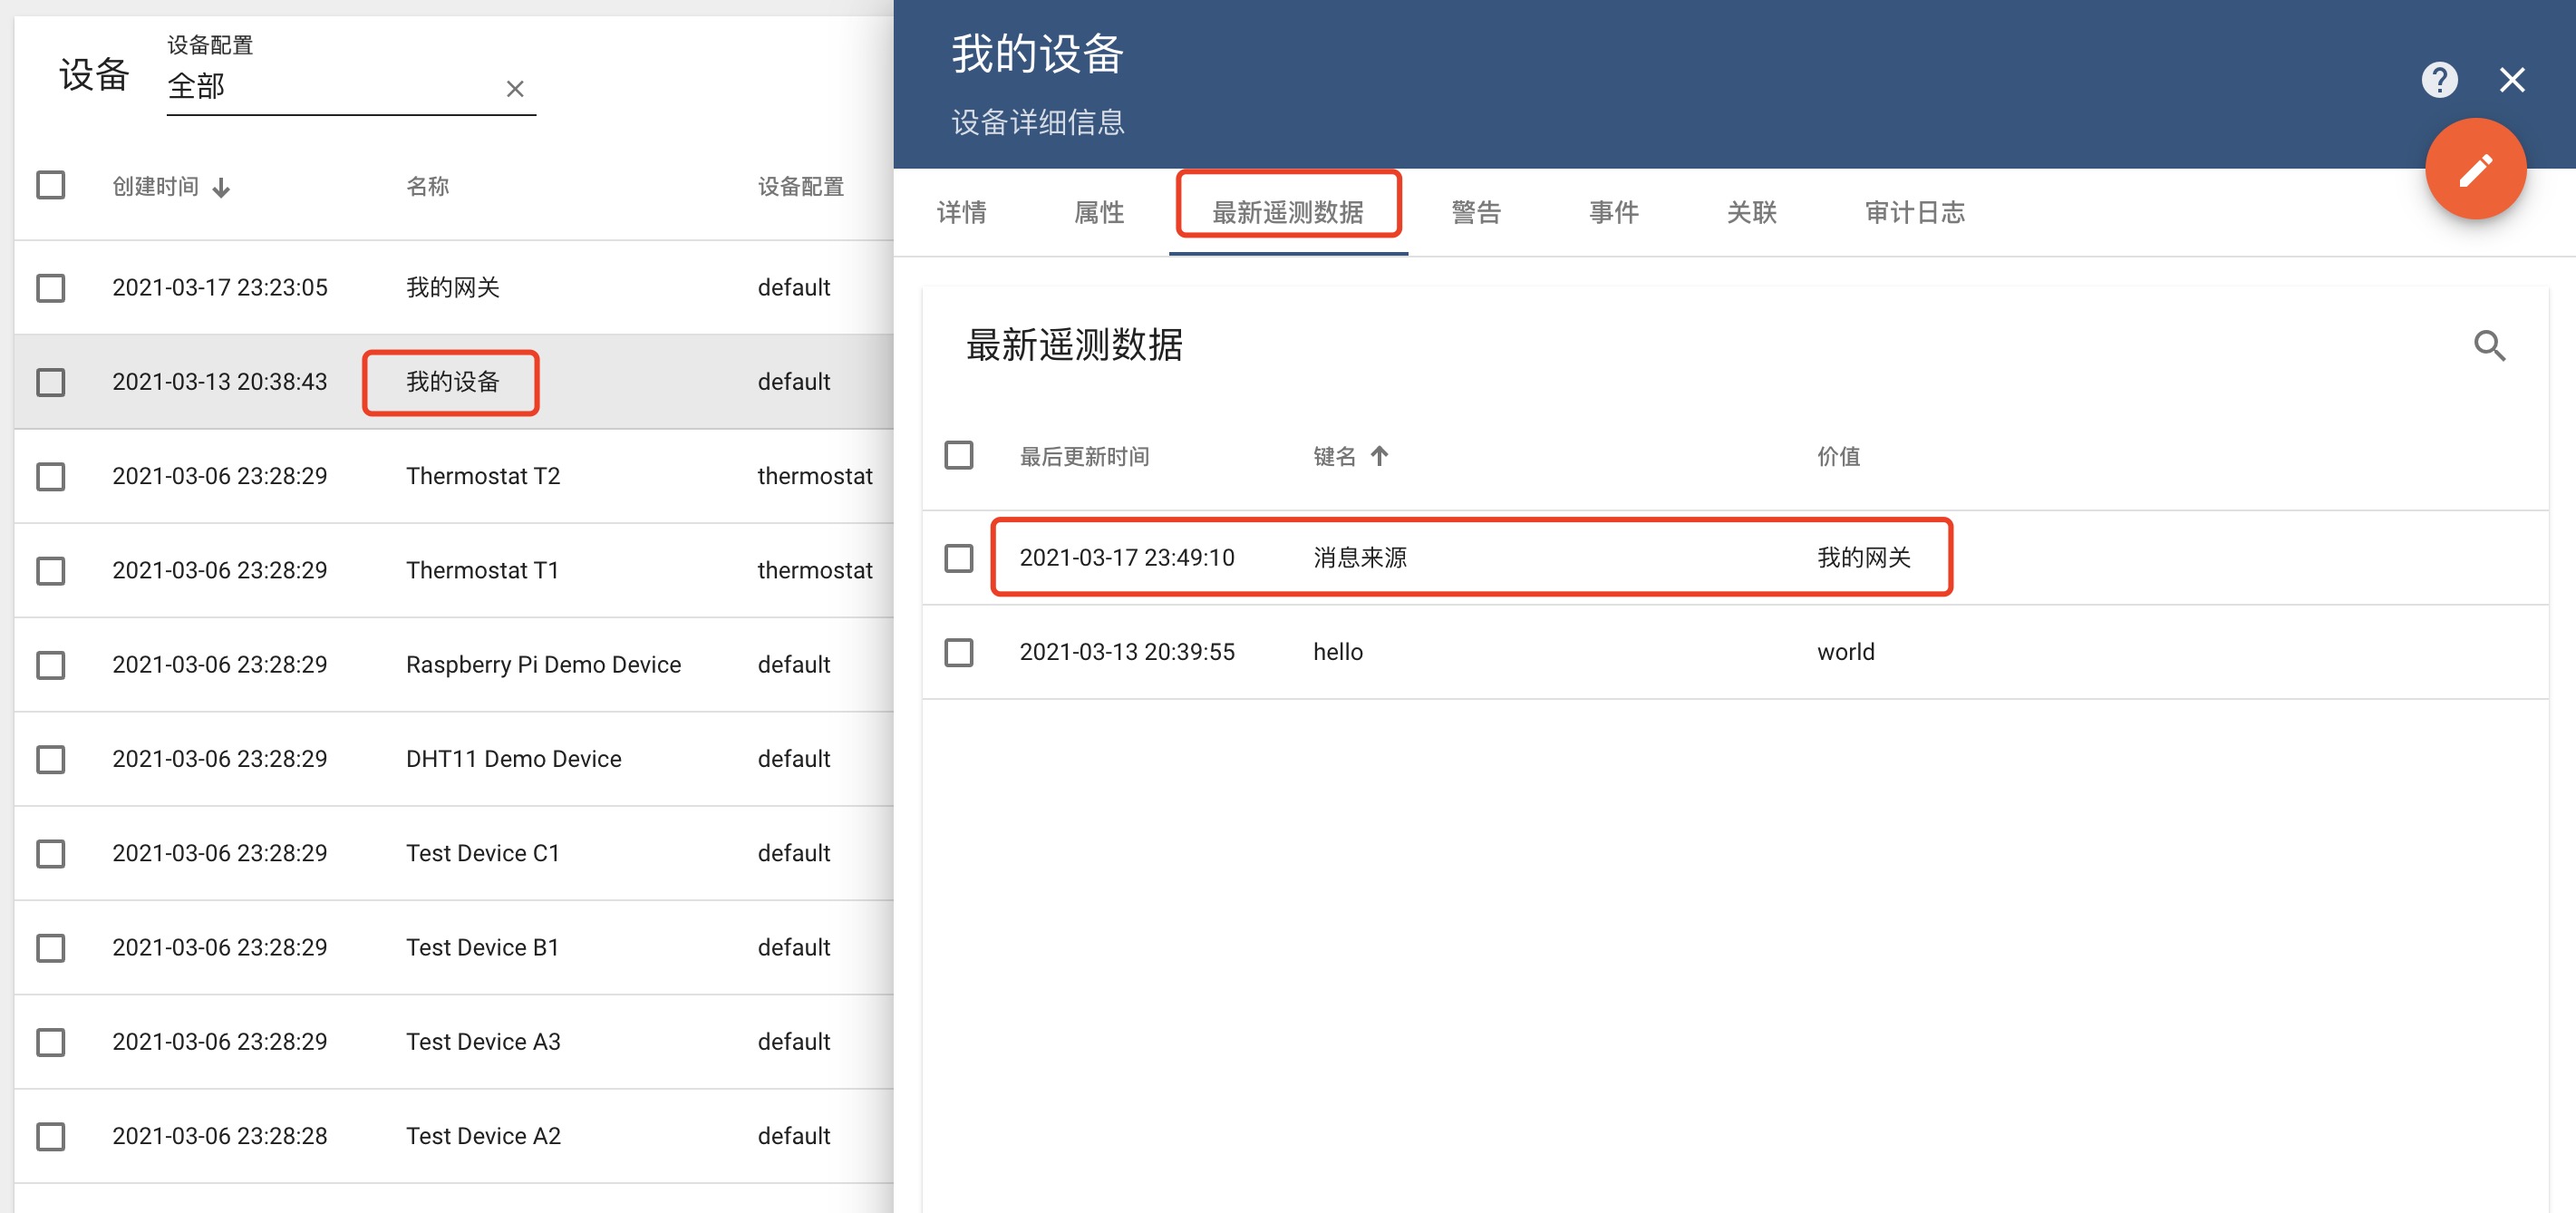 设备
设备配置
全部
创建时间 名称 设备配置
2021-03-17 23:23:05 我的网关 default
2021-03-13 20:38:43 我的设备 default
2021-03-06 23:28:29 Thermostat T2 thermostat
2021-03-06 23:28:29 Thermostat T1 thermostat
2021-03-06 23:28:29 Raspberry Pi Demo Device default
2021-03-06 23:28:29 DHT11 Demo Device default
2021-03-06 23:28:29 Test Device C1 default
2021-03-06 23:28:29 Test Device B1 default
2021-03-06 23:28:29 Test Device A3 default
2021-03-06 23:28:28 Test Device A2 default
我的设备
设备详细信息
详情 属性 最新遥测数据 警告 事件 关联 审计日志
最新遥测数据
最后更新时间 键名 价值
2021-03-17 23:49:10 消息来源 我的网关
2021-03-13 20:39:55 hello world